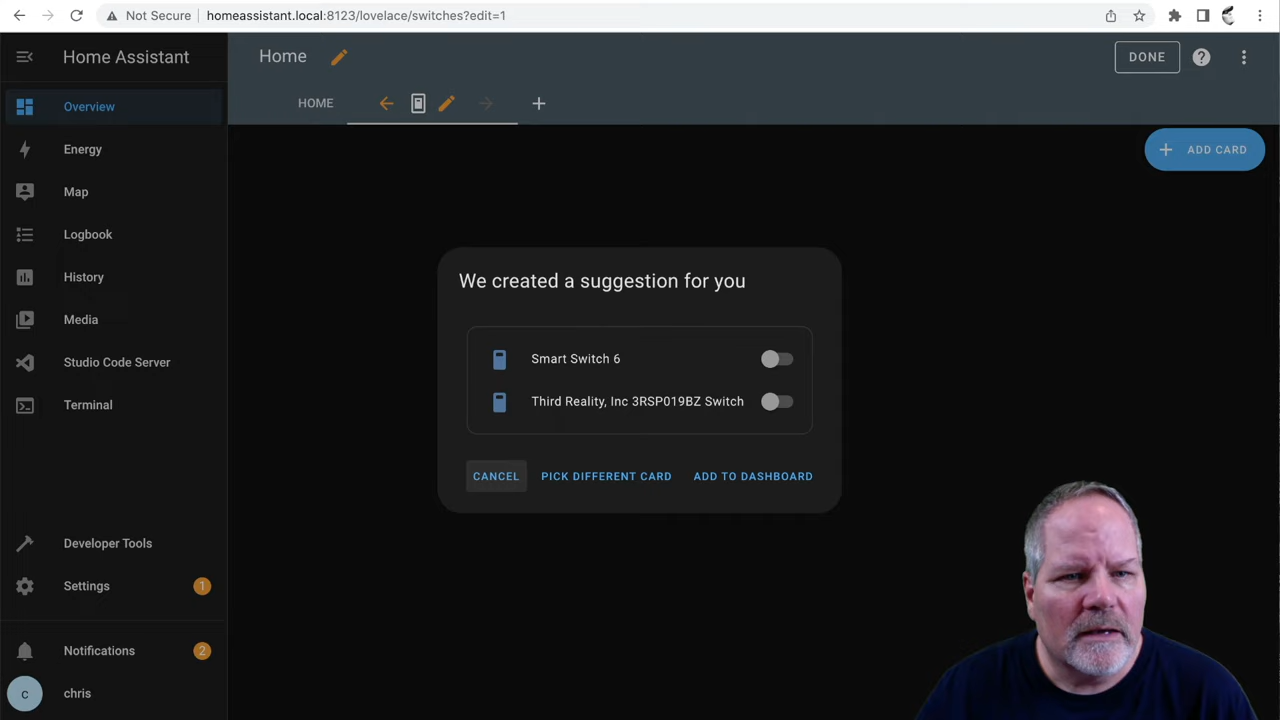 Not Secure
homeassistant.local:8123/lovelace/switches?edit=1
Home Assistant
Home
DONE
HOME
ADD CARD
Overview
Energy
Map
Logbook
History
Media
Studio Code Server
Terminal
Developer Tools
Settings 1
Notifications 2
c chris
We created a suggestion for you
Smart Switch 6
Third Reality, Inc 3RSP019BZ Switch
CANCEL PICK DIFFERENT CARD ADD TO DASHBOARD